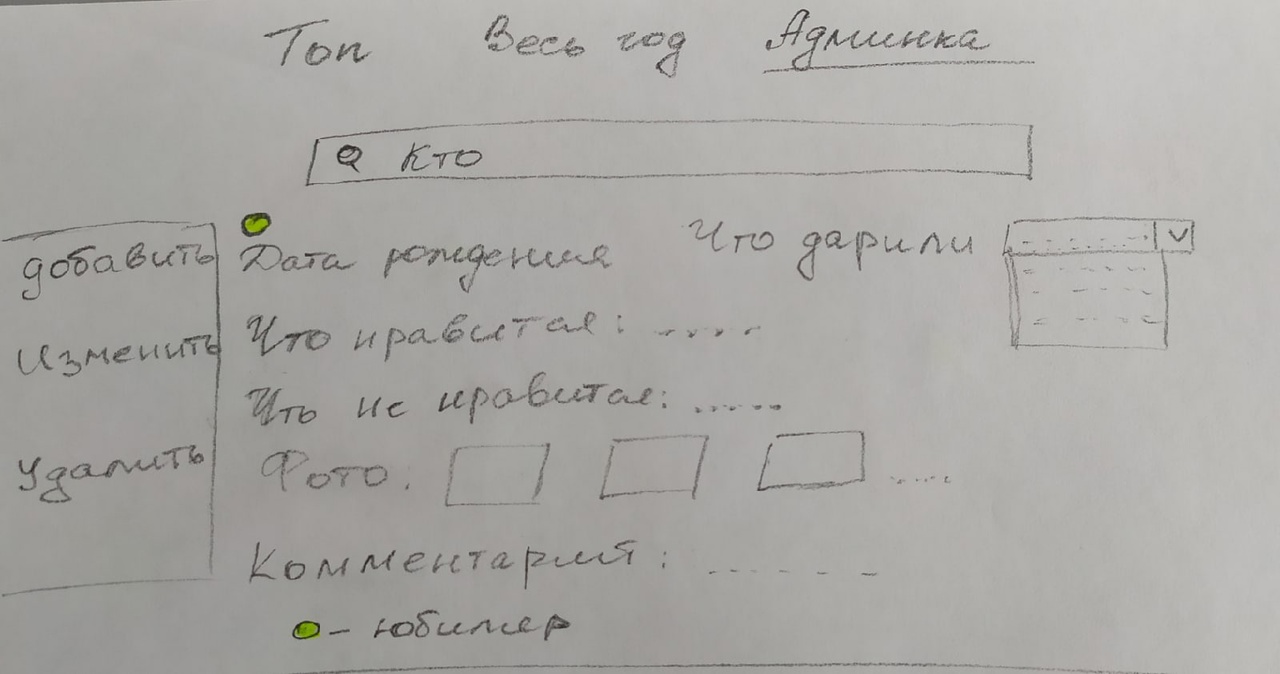 Топ Весь год Админка
Кто
добавить
Изменить
Удалить
Дата рождения
Что дарили
Что нравится:
Что не нравится:
Фото:
Комментарий:
- юбиляр